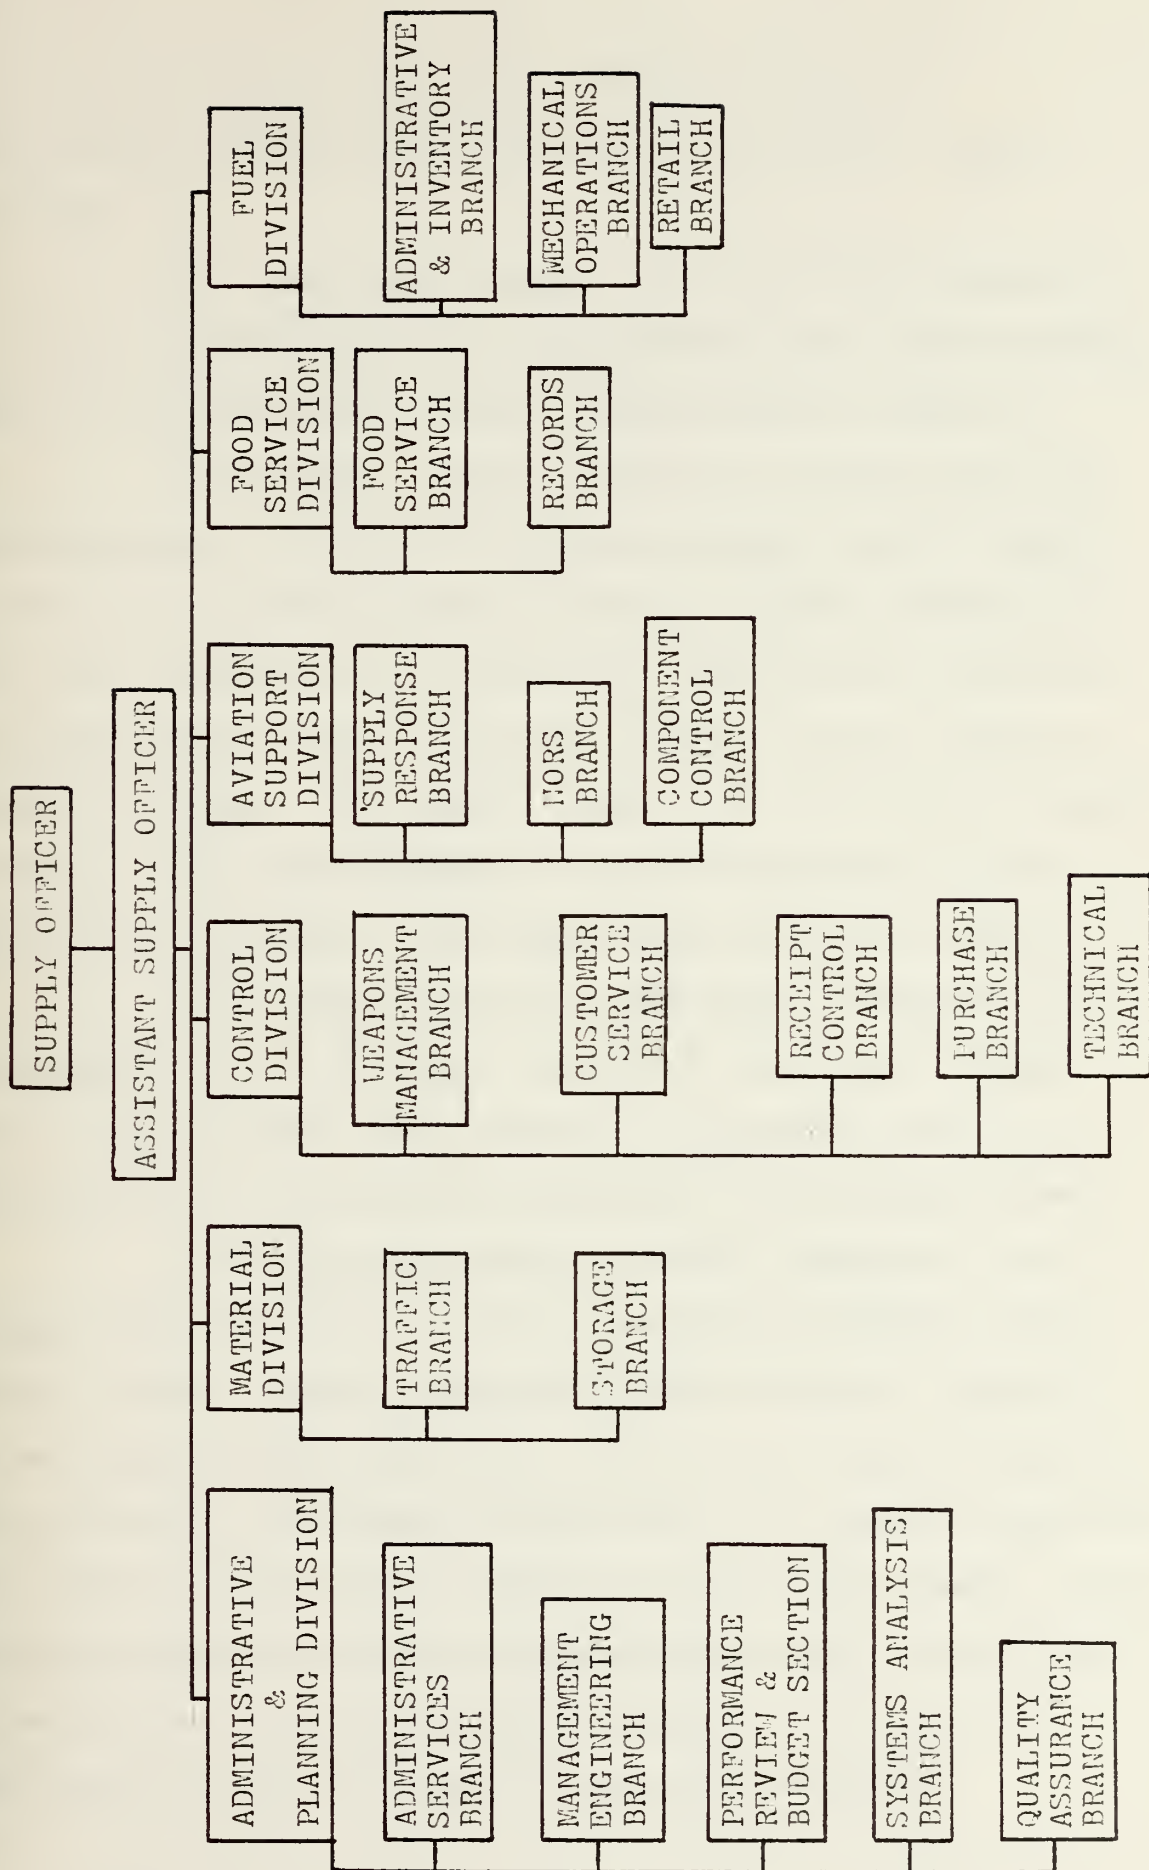 SUPPLY OFFICER
ASSISTANT SUPPLY OFFICER
ADMINISTRATIVE
&
PLANNING DIVISION
ADMINISTRATIVE
SERVICES
BRANCH
MANAGEMENT
ENGINEERING
BRANCH
PERFORMANCE
REVIEW &
BUDGET SECTION
SYSTEMS ANALYSIS
BRANCH
QUALITY
ASSURANCE
BRANCH
MATERIAL
DIVISION
TRAFFIC
BRANCH
STORAGE
BRANCH
CONTROL
DIVISION
WEAPONS
MANAGEMENT
BRANCH
CUSTOMER
SERVICE
BRANCH
RECEIPT
CONTROL
BRANCH
PURCHASE
BRANCH
TECHNICAL
BRANCH
AVIATION
SUPPORT
DIVISION
SUPPLY
RESPONSE
BRANCH
NORS
BRANCH
COMPONENT
CONTROL
BRANCH
FOOD
SERVICE
DIVISION
FOOD
SERVICE
BRANCH
RECORDS
BRANCH
FUEL
DIVISION
ADMINISTRATIVE
& INVENTORY
BRANCH
MECHANICAL
OPERATIONS
BRANCH
RETAIL
BRANCH